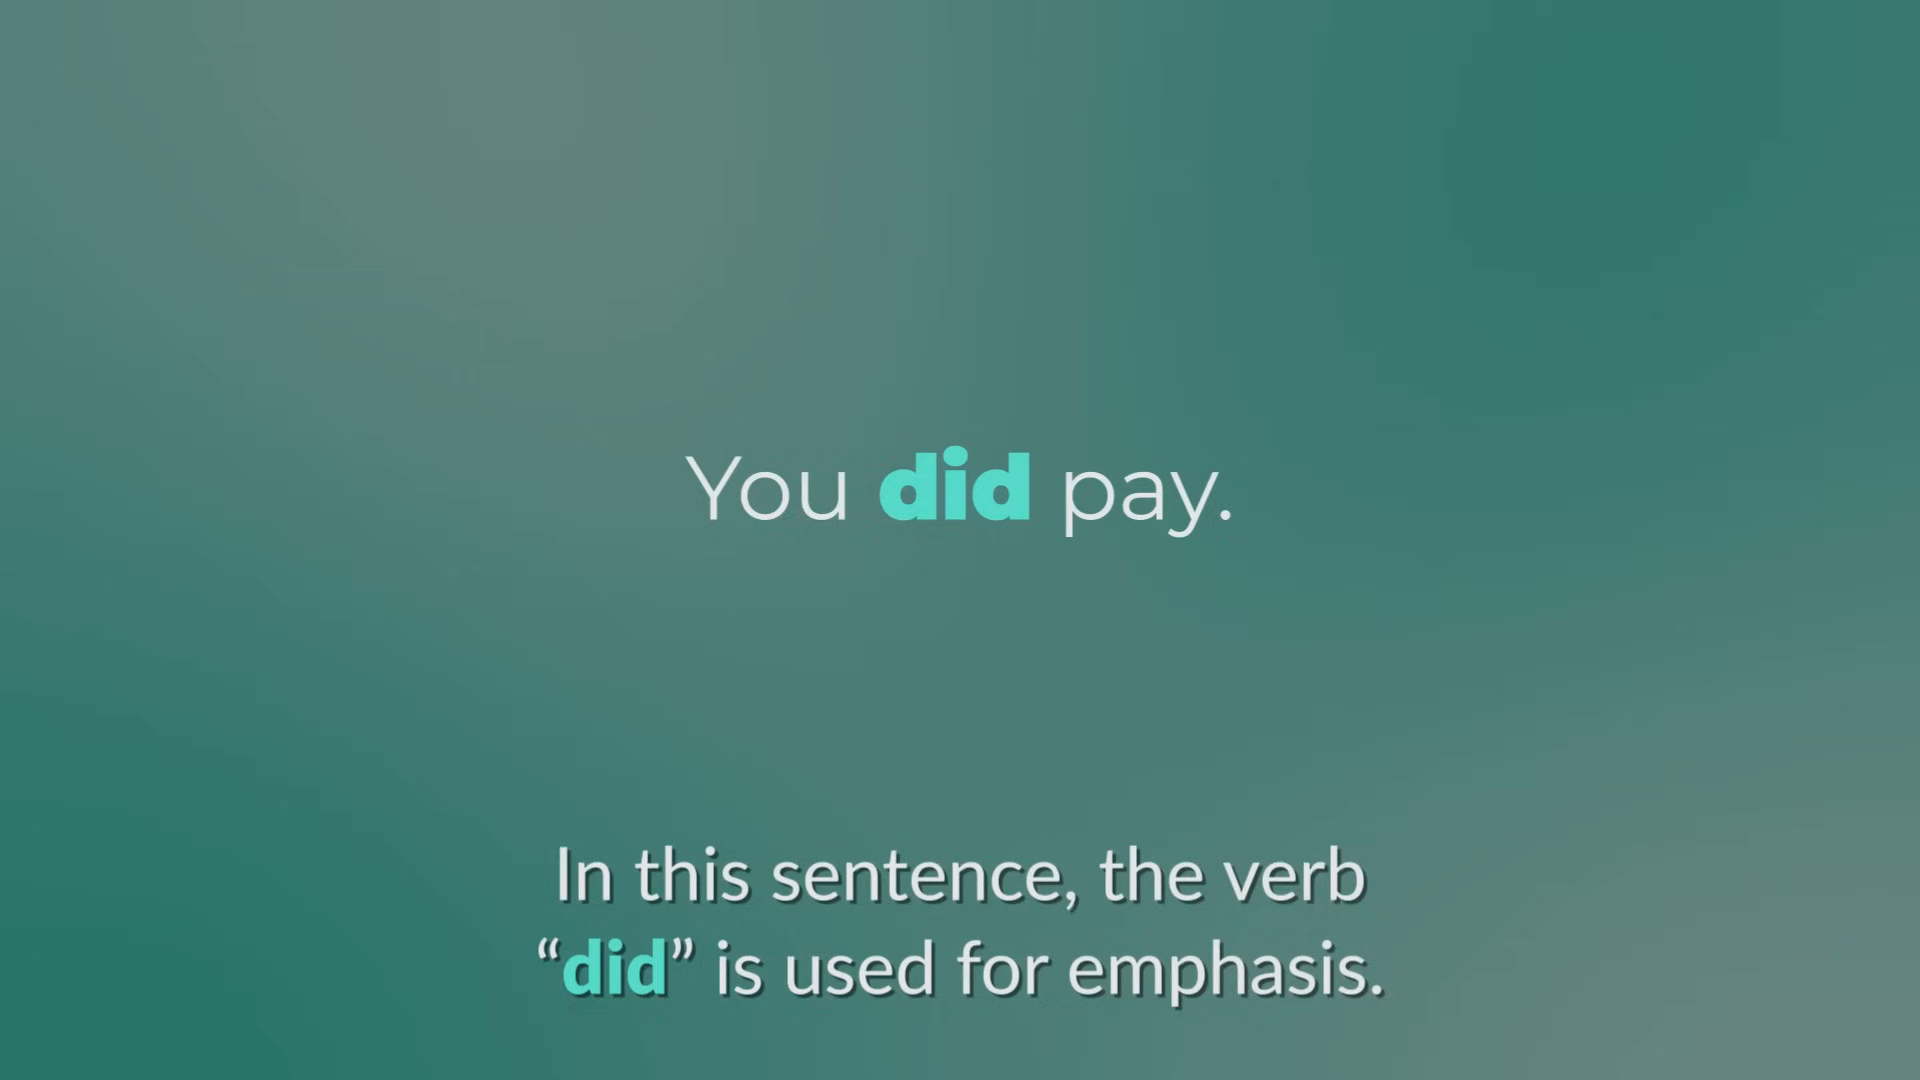 You did pay.
In this sentence, the verb
“did” is used for emphasis.